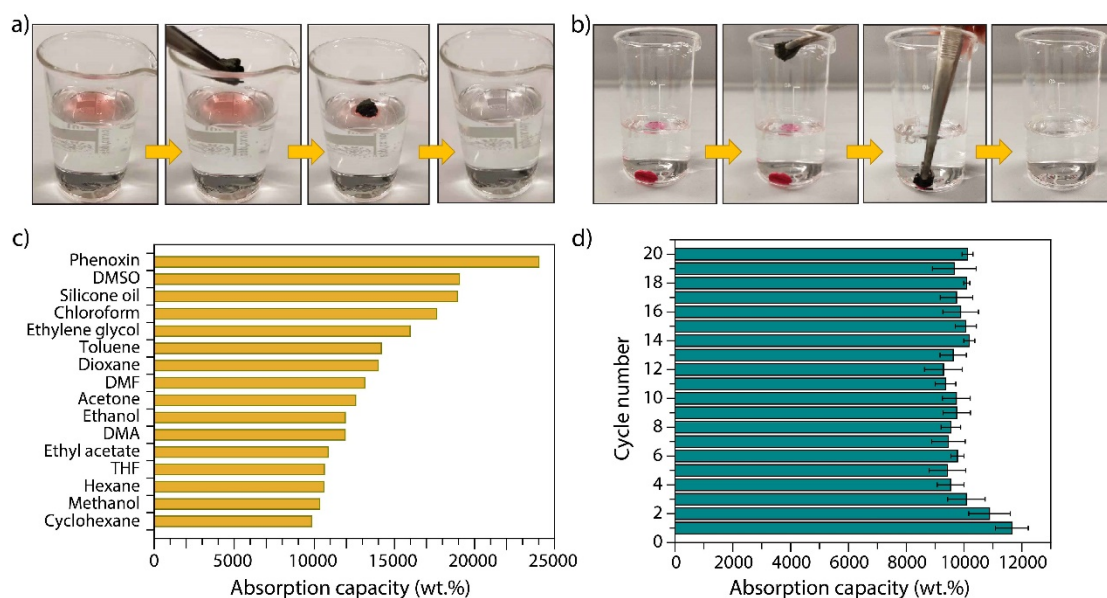 a)
b)
c)
Phenoxin
DMSO
Silicone oil
Chloroform
Ethylene glycol
Toluene
Dioxane
DMF
Acetone
Ethanol
DMA
Ethyl acetate
THF
Hexane
Methanol
Cyclohexane
0 5000 10000 15000 20000 25000
Absorption capacity (wt.%)
d)
Cycle number
20
18
16
14
12
10
8
6
4
2
0
0 2000 4000 6000 8000 10000 12000
Absorption capacity (wt.%)